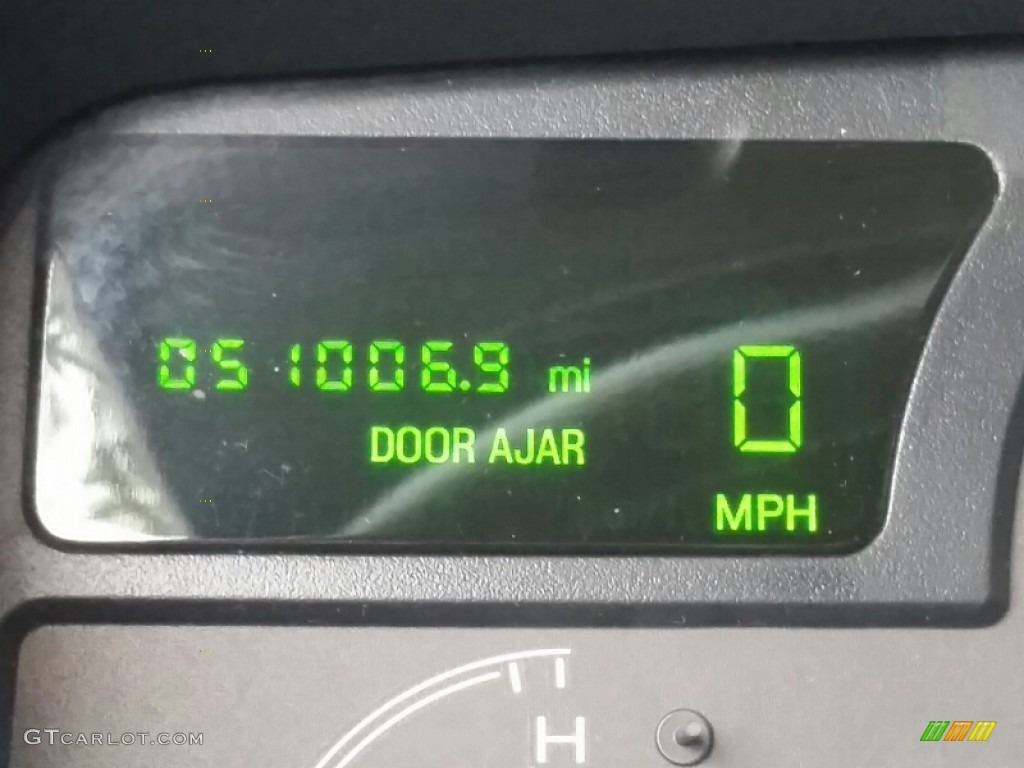 051006.9 mi
0
DOOR AJAR
MPH
H
GTCARLOT.COM